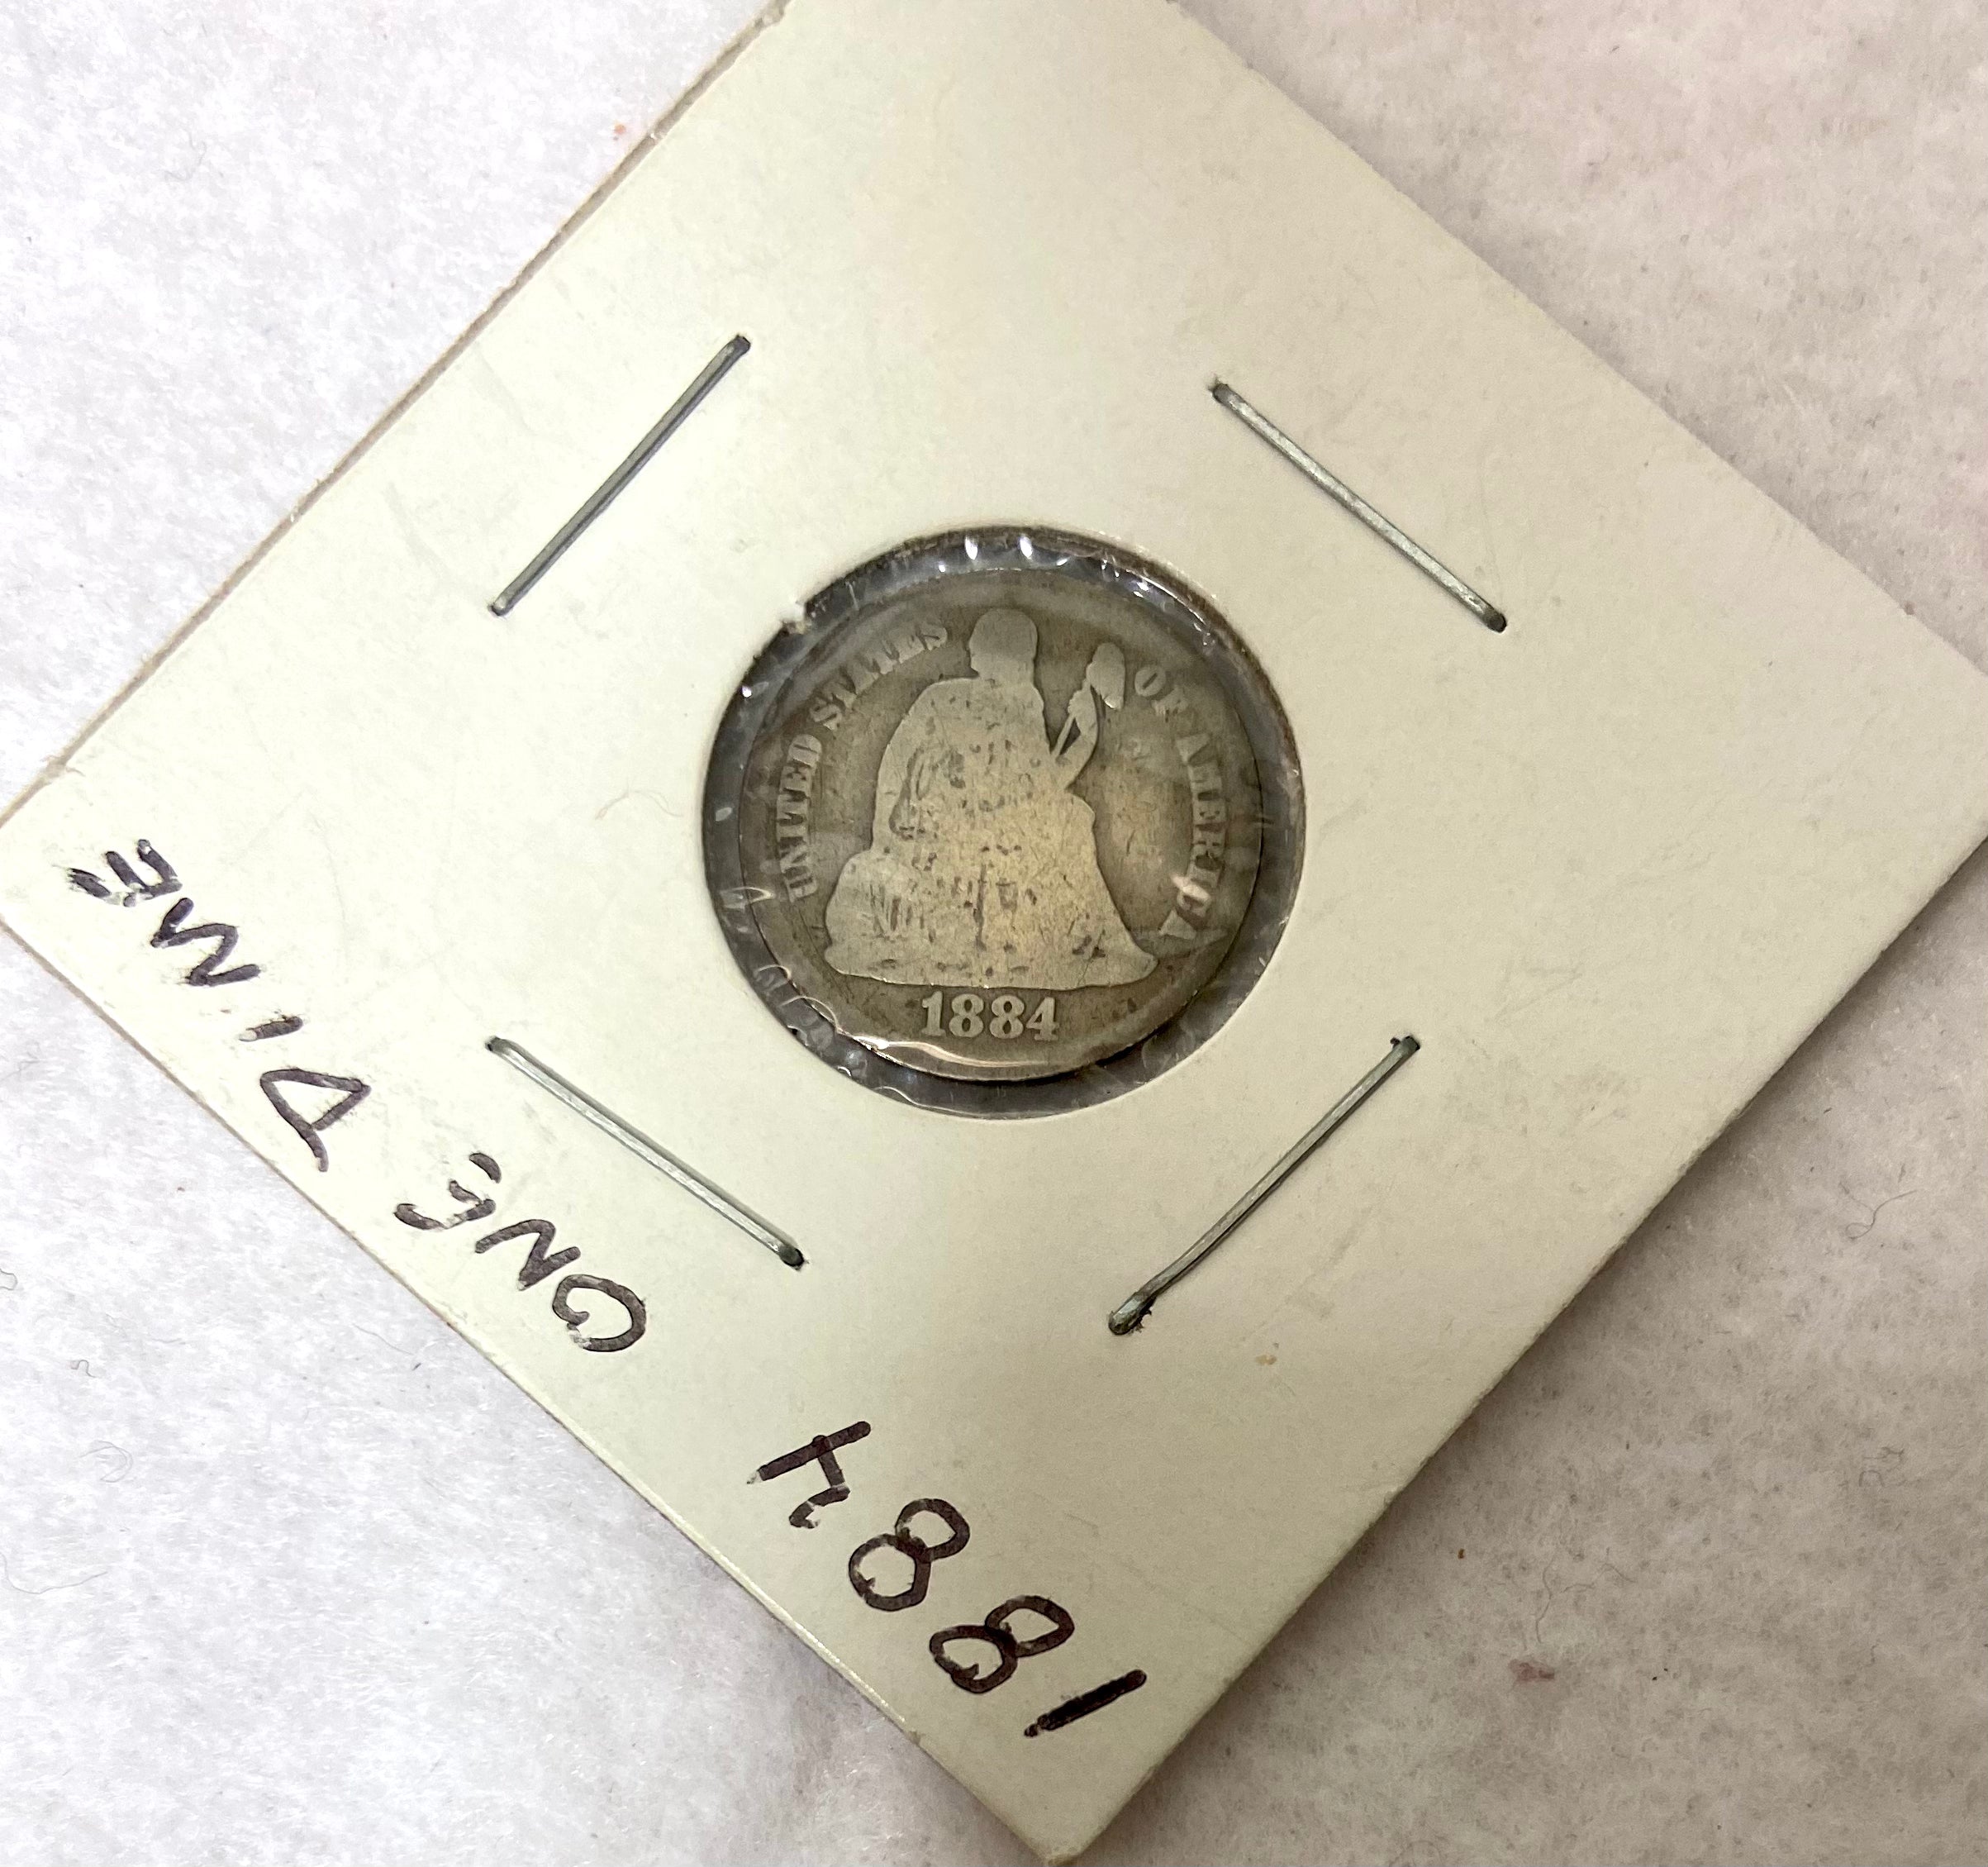 UNITED STATES OF AMERICA
1884
1884 ONE DIME